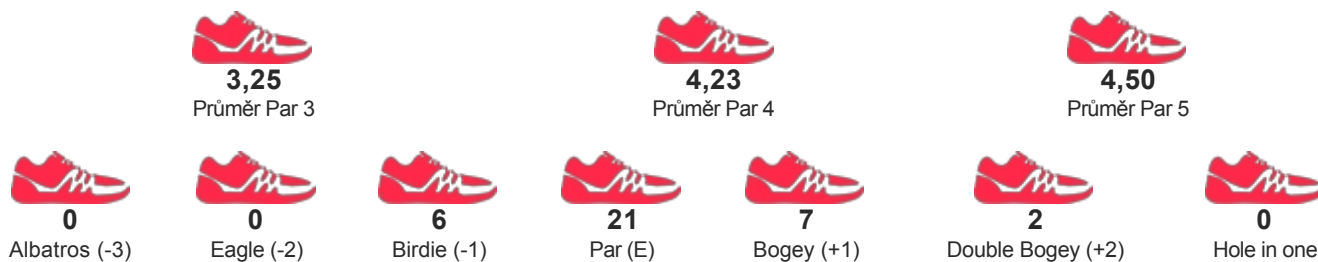 3,25 4,23 4,50
Průměr Par 3 Průměr Par 4 Průměr Par 5
0 0 6 21 7 2 0
Albatros (-3) Eagle (-2) Birdie (-1) Par (E) Bogey (+1) Double Bogey (+2) Hole in one